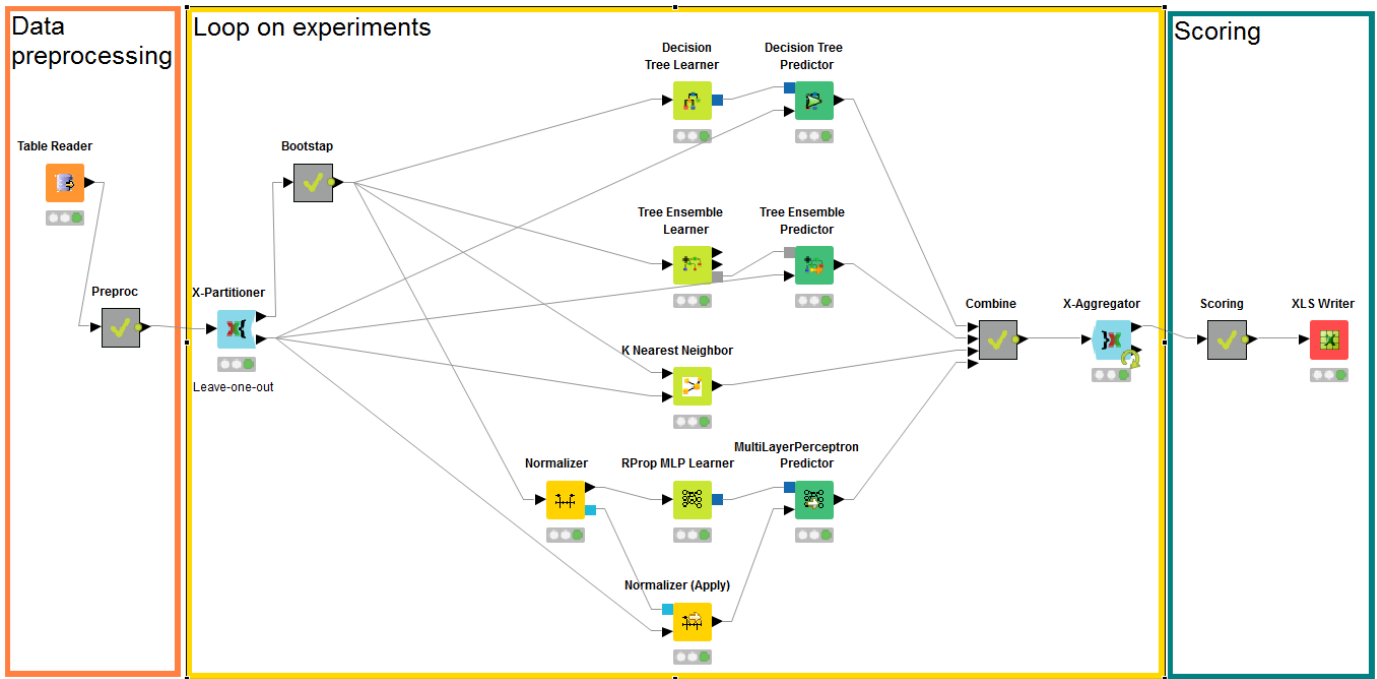 Data
preprocessing
Loop on experiments
Scoring
Decision
Tree Learner
Decision Tree
Predictor
Table Reader
Bootstap
Tree Ensemble
Learner
Tree Ensemble
Predictor
Preproc
X-Partitioner
Leave-one-out
Combine
X-Aggregator
Scoring
XLS Writer
K Nearest Neighbor
Normalizer
RProp MLP Learner
MultiLayerPerceptron
Predictor
Normalizer (Apply)